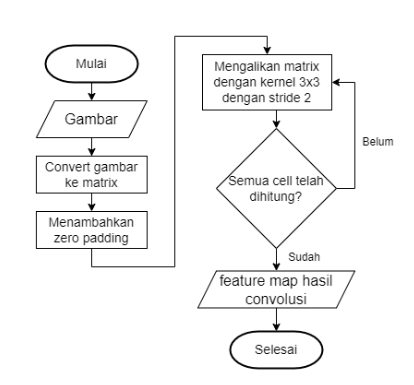 Mulai
Gambar
Convert gambar
ke matrix
Menambahkan
zero padding
Mengalikan matrix
dengan kernel 3x3
dengan stride 2
Semua cell telah
dihitung?
Belum
Sudah
feature map hasil
convolusi
Selesai